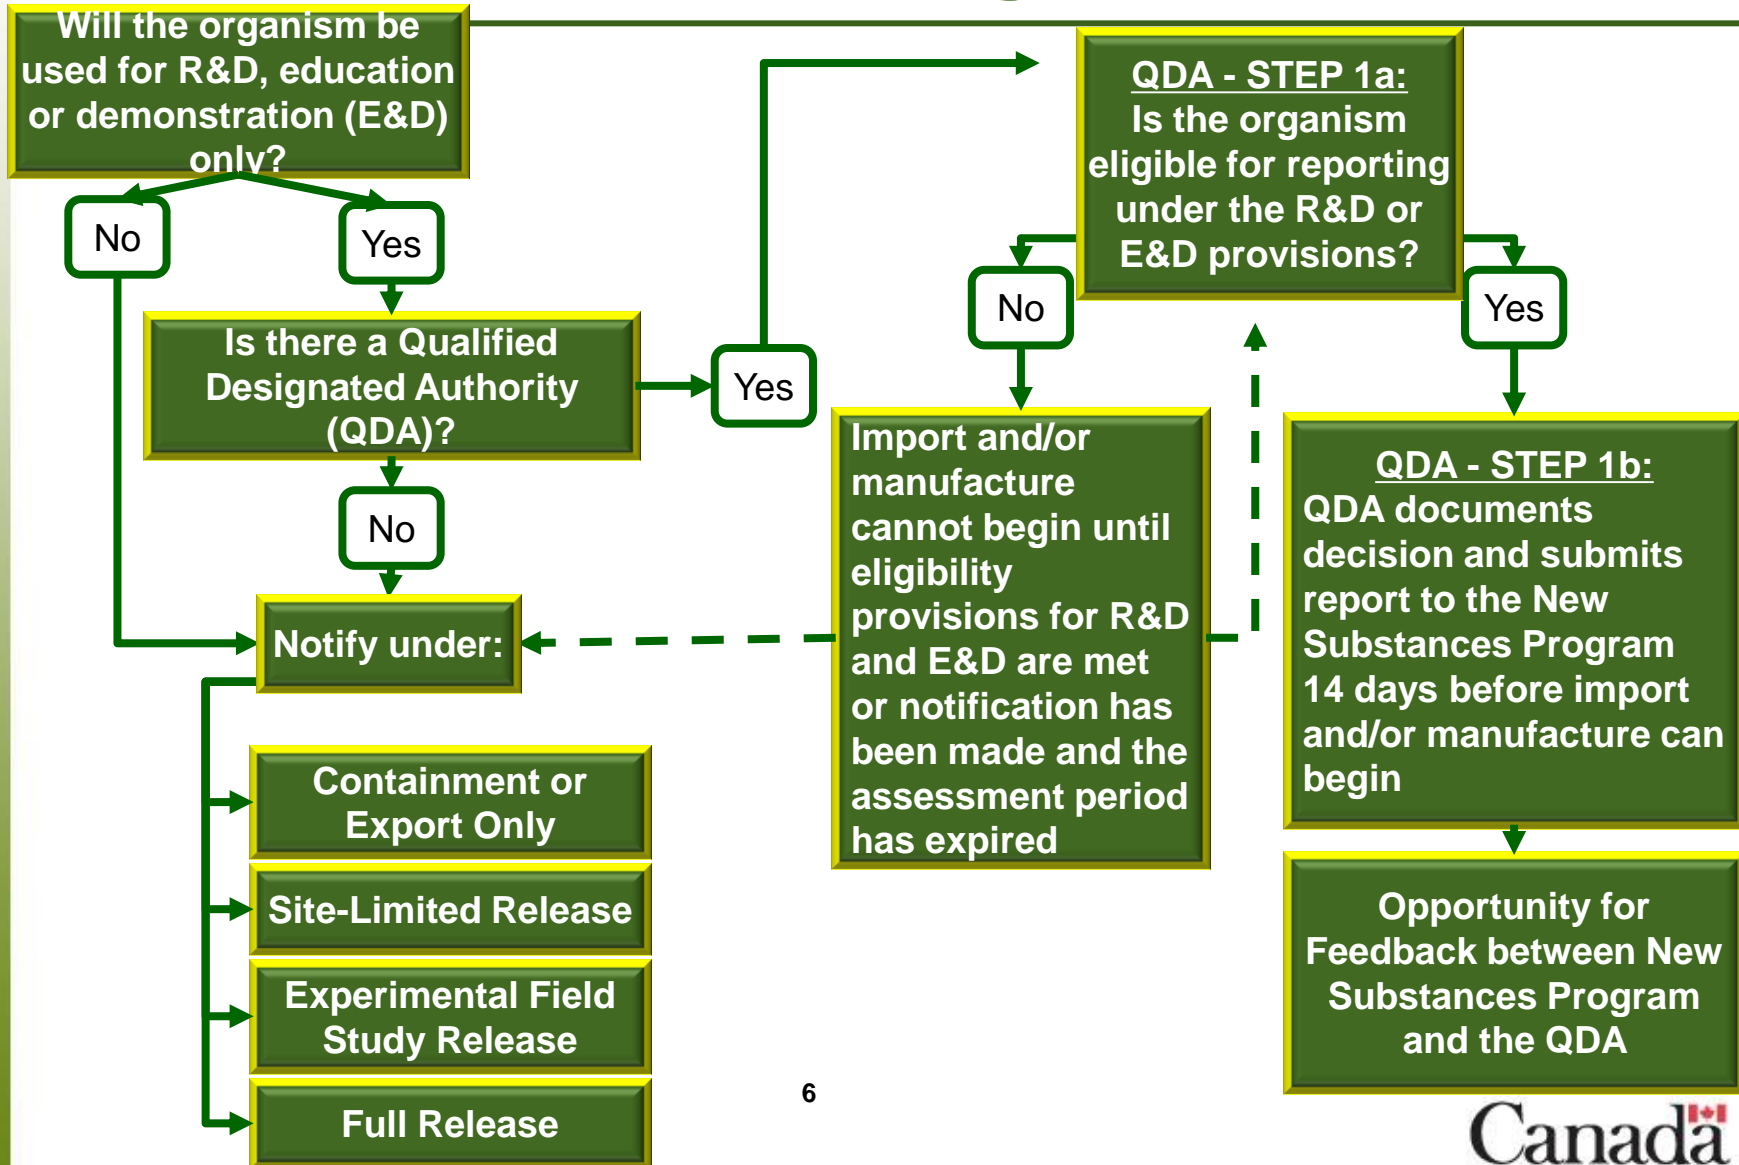 Will the organism be
used for R&D, education
or demonstration (E&D)
only?
No
Yes
Is there a Qualified
Designated Authority
(QDA)?
Yes
No
Notify under:
Containment or
Export Only
Site-Limited Release
Experimental Field
Study Release
Full Release
QDA - STEP 1a:
Is the organism
eligible for reporting
under the R&D or
E&D provisions?
No
Yes
Import and/or
manufacture
cannot begin until
eligibility
provisions for R&D
and E&D are met
or notification has
been made and the
assessment period
has expired
QDA - STEP 1b:
QDA documents
decision and submits
report to the New
Substances Program
14 days before import
and/or manufacture can
begin
Opportunity for
Feedback between New
Substances Program
and the QDA
6
Canada